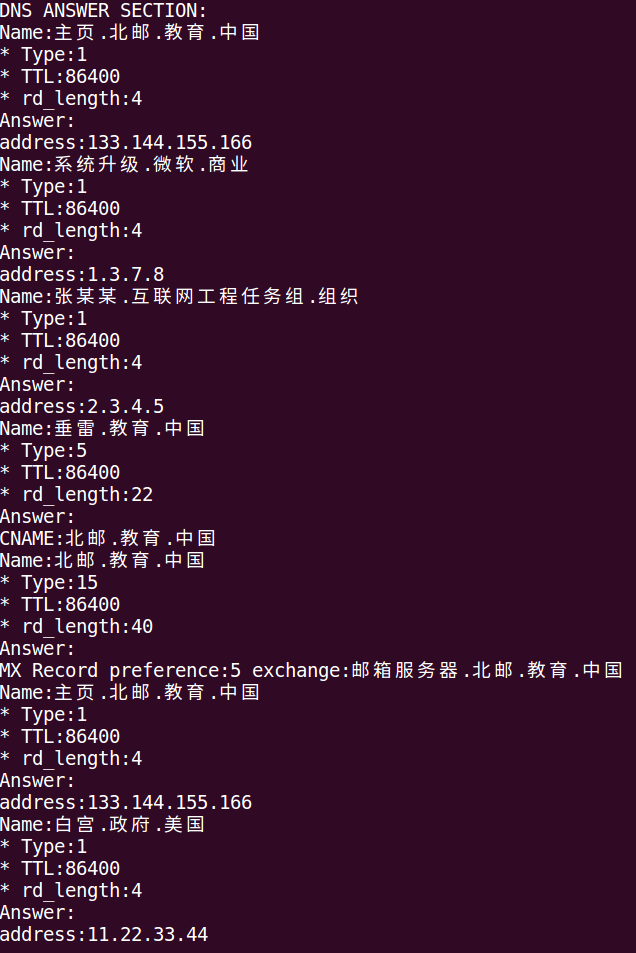 DNS ANSWER SECTION:
Name:主页.北邮.教育.中国
* Type:1
* TTL:86400
* rd_length:4
Answer:
address:133.144.155.166
Name:系统升级.微软.商业
* Type:1
* TTL:86400
* rd_length:4
Answer:
address:1.3.7.8
Name:张某某.互联网工程任务组.组织
* Type:1
* TTL:86400
* rd_length:4
Answer:
address:2.3.4.5
Name:垂雷.教育.中国
* Type:5
* TTL:86400
* rd_length:22
Answer:
CNAME:北邮.教育.中国
Name:北邮.教育.中国
* Type:15
* TTL:86400
* rd_length:40
Answer:
MX Record preference:5 exchange:邮箱服务器.北邮.教育.中国
Name:主页.北邮.教育.中国
* Type:1
* TTL:86400
* rd_length:4
Answer:
address:133.144.155.166
Name:白宫.政府.美国
* Type:1
* TTL:86400
* rd_length:4
Answer:
address:11.22.33.44